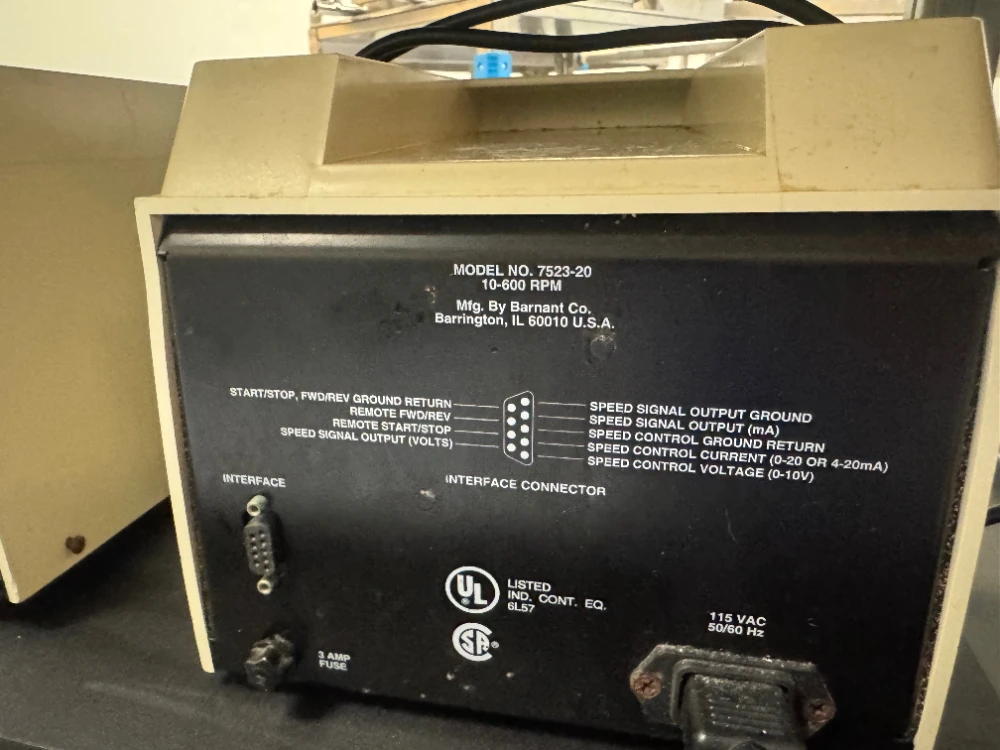 MODEL NO. 7523-20
10-600 RPM
Mfg. By Barnant Co.
Barrington, IL 60010 U.S.A.
START/STOP, FWD/REV GROUND RETURN
REMOTE FWD/REV
REMOTE START/STOP
SPEED SIGNAL OUTPUT (VOLTS)
SPEED SIGNAL OUTPUT GROUND
SPEED SIGNAL OUTPUT (mA)
SPEED CONTROL GROUND RETURN
SPEED CONTROL CURRENT (0-20 OR 4-20mA)
SPEED CONTROL VOLTAGE (0-10V)
INTERFACE
INTERFACE CONNECTOR
UL
LISTED
IND. CONT. EQ.
6L57
SA®
115 VAC
50/60 Hz
3 AMP
FUSE